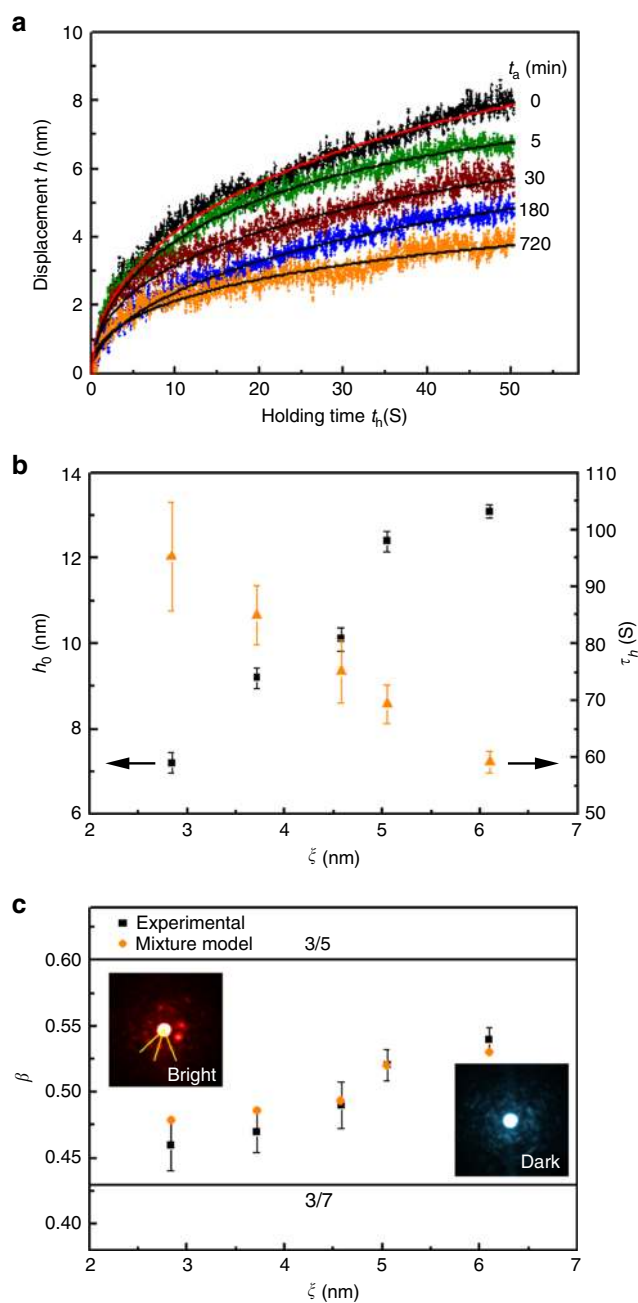 a
10
8
6
4
2
0
Displacement h (nm)
tₐ (min)
0
5
30
180
720
0 10 20 30 40 50
Holding time tₕ(S)
b
14
12
10
8
6
h₀ (nm)
110
100
90
80
70
60
50
τₕ (S)
2 3 4 5 6 7
ξ (nm)
c
Experimental
Mixture model
3/5
0.60
0.55
0.50
0.45
0.40
β
Bright
Dark
3/7
2 3 4 5 6 7
ξ (nm)